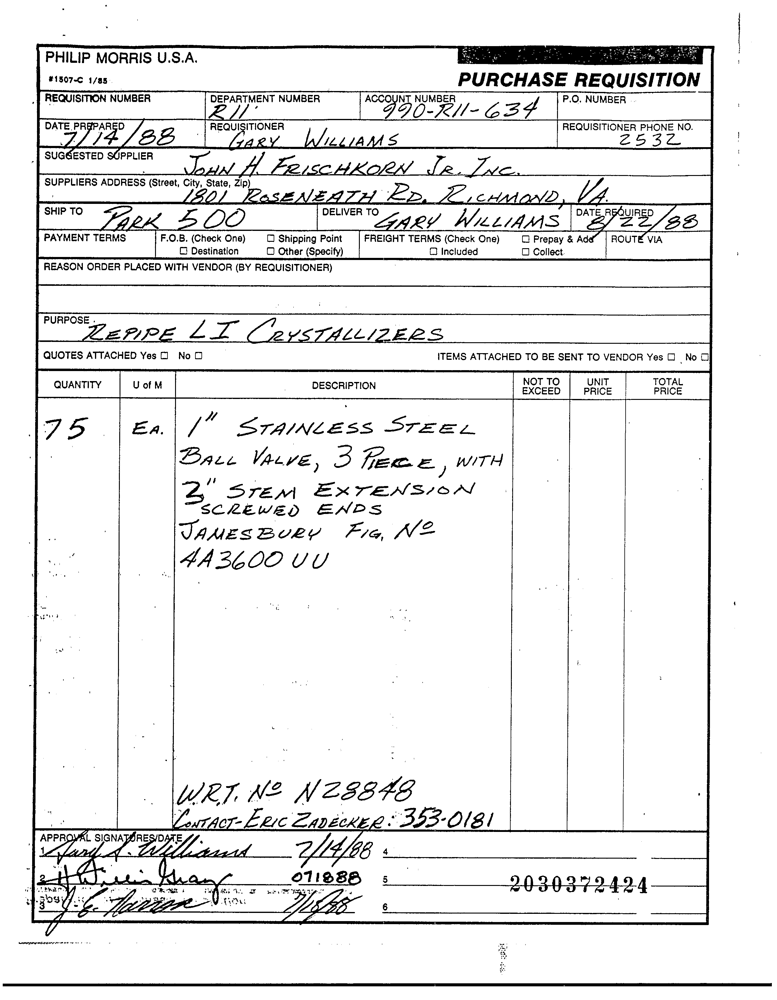 PHILIP MORRIS U.S.A.
#1507-C 1/85
PURCHASE REQUISITION
REQUISITION NUMBER DEPARTMENT NUMBER ACCOUNT NUMBER P.O. NUMBER
R11 990-R11-634
DATE PREPARED REQUISITIONER REQUISITIONER PHONE NO.
7/14/88 GARY WILLIAMS 2532
SUGGESTED SUPPLIER
JOHN H. FRISCHKORN JR. INC.
SUPPLIERS ADDRESS (Street, City, State, Zip)
1801 ROSENEATH RD. RICHMOND, VA.
SHIP TO PARK 500 DELIVER TO GARY WILLIAMS DATE REQUIRED 8/22/88
PAYMENT TERMS F.O.B. (Check One) ☐ Shipping Point FREIGHT TERMS (Check One) ☐ Prepay & Add ROUTE VIA
☐ Destination ☐ Other (Specify) ☐ Included ☐ Collect
REASON ORDER PLACED WITH VENDOR (BY REQUISITIONER)
PURPOSE
REPIPE LI CRYSTALLIZERS
QUOTES ATTACHED Yes ☐ No ☐ ITEMS ATTACHED TO BE SENT TO VENDOR Yes ☐ No ☐
QUANTITY U of M DESCRIPTION NOT TO EXCEED UNIT PRICE TOTAL PRICE
75 EA. 1" STAINLESS STEEL
BALL VALVE, 3 PIECE, WITH
" STEM EXTENSION
SCREWED ENDS
JAMESBURY FIG. Nº
4A3600 UU
W.R.T. Nº N28848
CONTACT-ERIC ZADECKER: 353-0181
APPROVAL SIGNATURES/DATE
1 Gary S. Williams 7/14/88 4
2 H Willis 071888 5
2030372424
3 J. E. 7/18/88 6